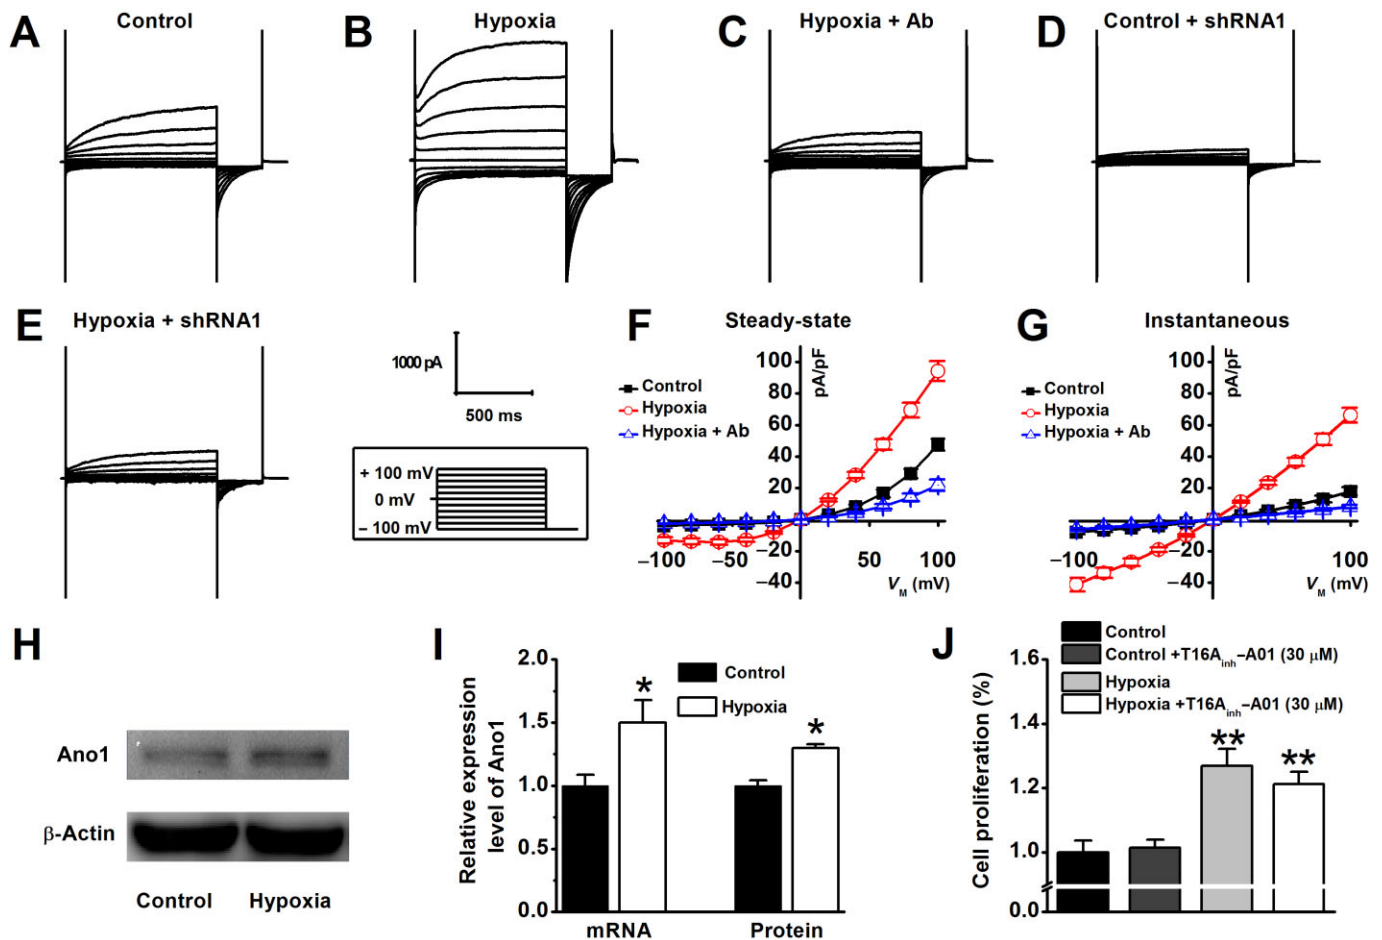 A
Control
B
Hypoxia
C
Hypoxia + Ab
D
Control + shRNA1
E
Hypoxia + shRNA1
1000 pA
500 ms
+ 100 mV
0 mV
– 100 mV
F
Steady-state
pA/pF
100
80
60
40
20
–20
–40
–100
–50
50
100
V_M (mV)
Control
Hypoxia
Hypoxia + Ab
G
Instantaneous
pA/pF
100
80
60
40
20
–20
–40
–100
100
V_M (mV)
Control
Hypoxia
Hypoxia + Ab
H
Ano1
β-Actin
Control
Hypoxia
I
Relative expression
level of Ano1
2.0
1.5
1.0
0.5
0.0
Control
Hypoxia
*
*
mRNA
Protein
J
Control
Control +T16A_inh–A01 (30 μM)
Hypoxia
Hypoxia +T16A_inh–A01 (30 μM)
Cell proliferation (%)
1.6
1.4
1.2
1.0
0.0
**
**